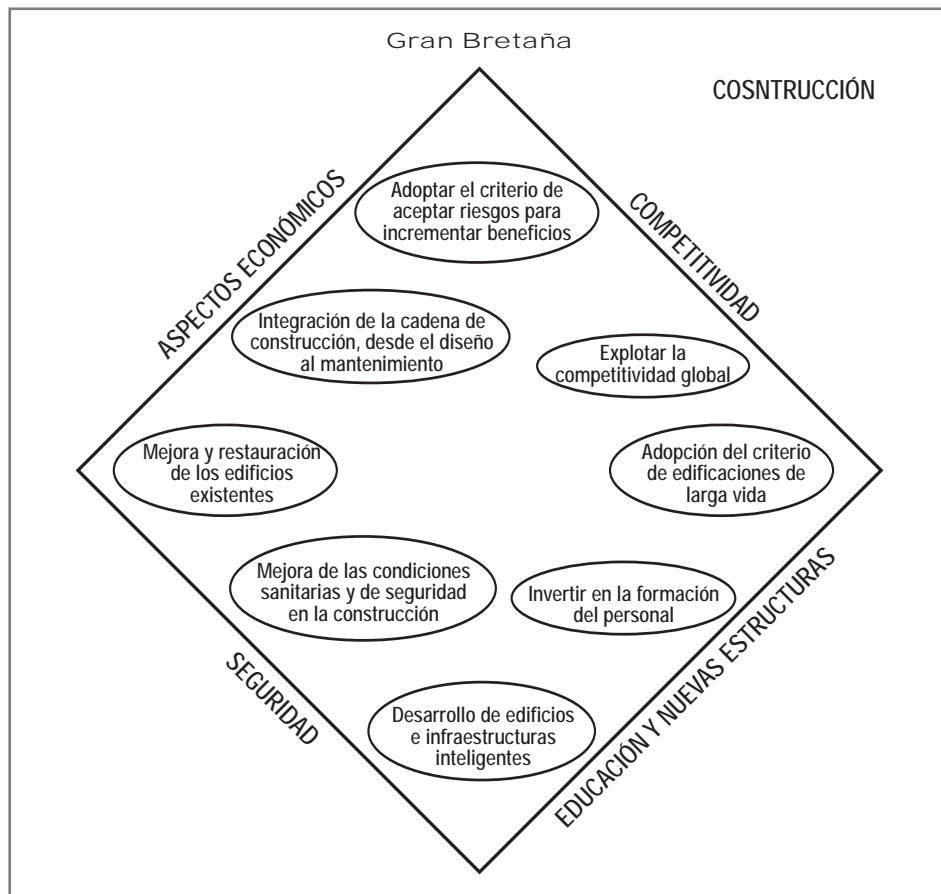 Gran Bretaña
COSNTRUCCIÓN
ASPECTOS ECONÓMICOS
COMPETITIVIDAD
Adoptar el criterio de
aceptar riesgos para
incrementar beneficios
Integración de la cadena de
construcción, desde el diseño
al mantenimiento
Explotar la
competitividad global
Mejora y restauración
de los edificios
existentes
Adopción del criterio
de edificaciones de
larga vida
Mejora de las condiciones
sanitarias y de seguridad
en la construcción
Invertir en la formación
del personal
Desarrollo de edificios
e infraestructuras
inteligentes
SEGURIDAD
EDUCACIÓN Y NUEVAS ESTRUCTURAS